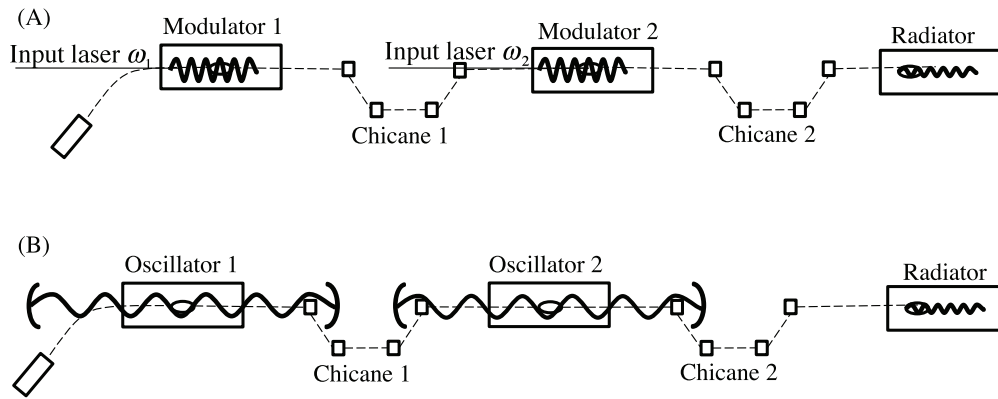 (A)
Modulator 1
Modulator 2
Radiator
Input laser ω₁
Input laser ω₂
Chicane 1
Chicane 2
(B)
Oscillator 1
Oscillator 2
Radiator
Chicane 1
Chicane 2